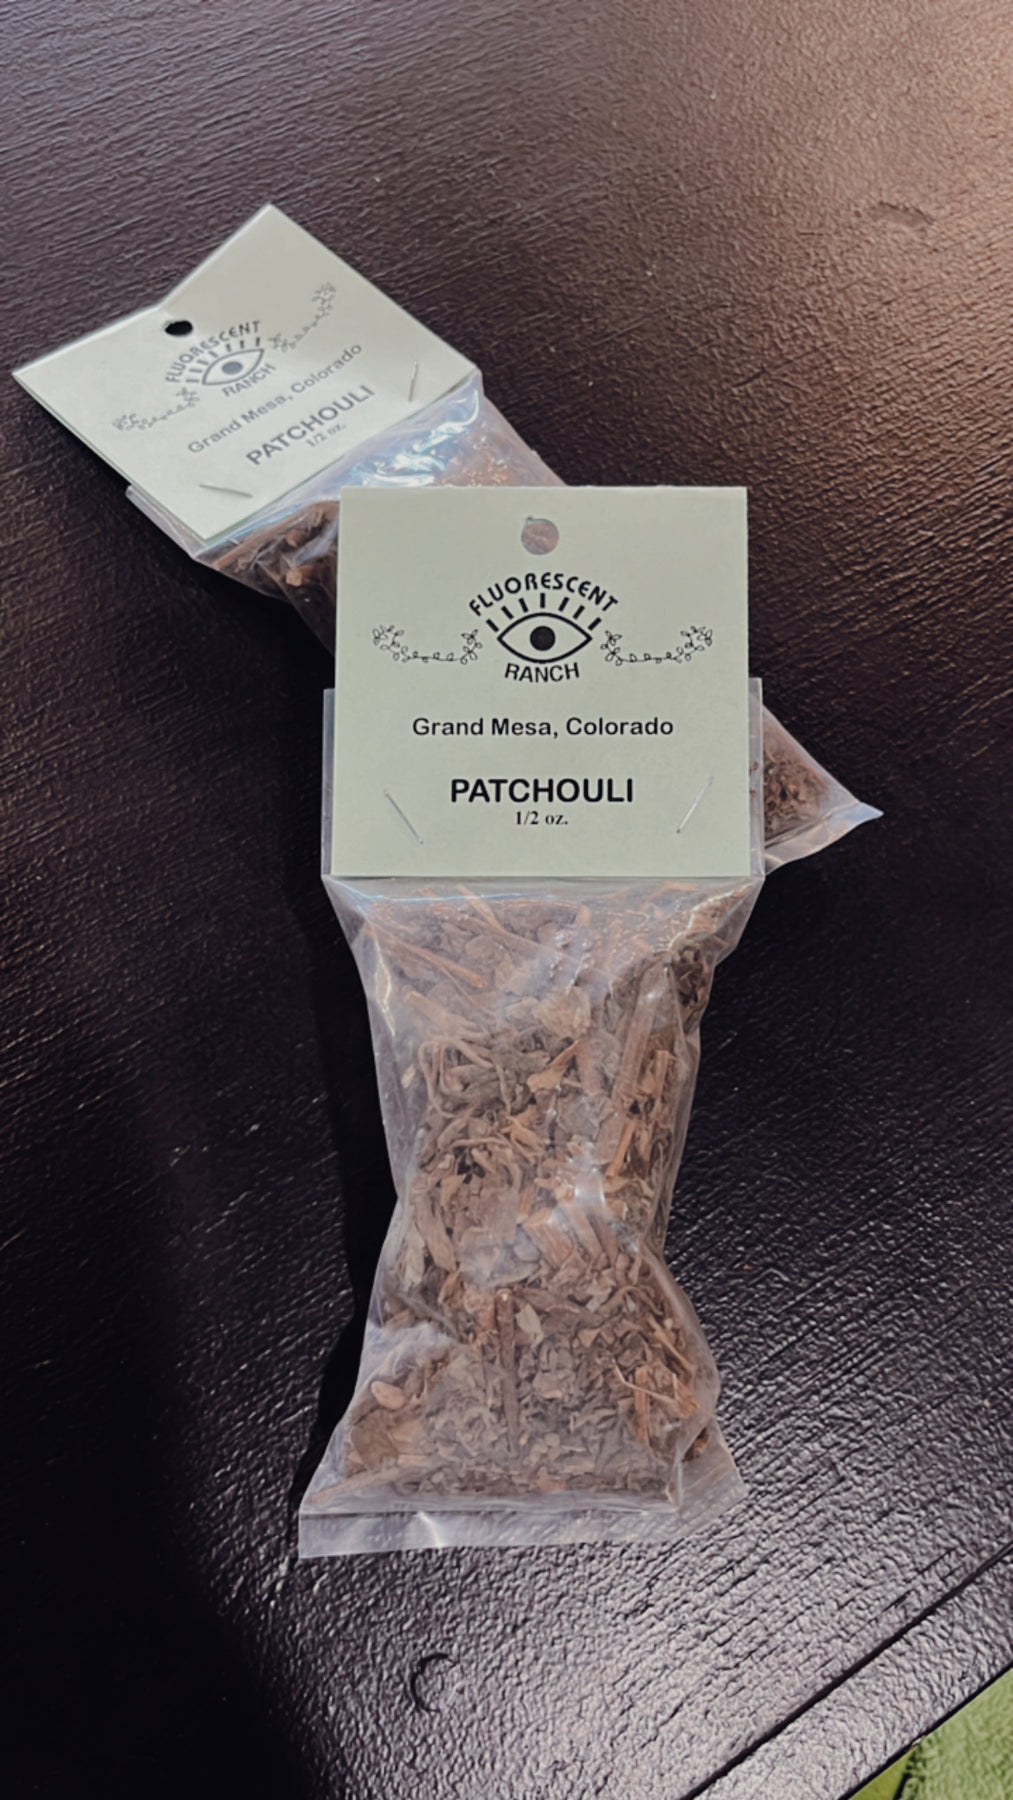 FLUORESCENT
RANCH
Grand Mesa, Colorado
PATCHOULI
1/2 oz.
FLUORESCENT
RANCH
Grand Mesa, Colorado
PATCHOULI
1/2 oz.